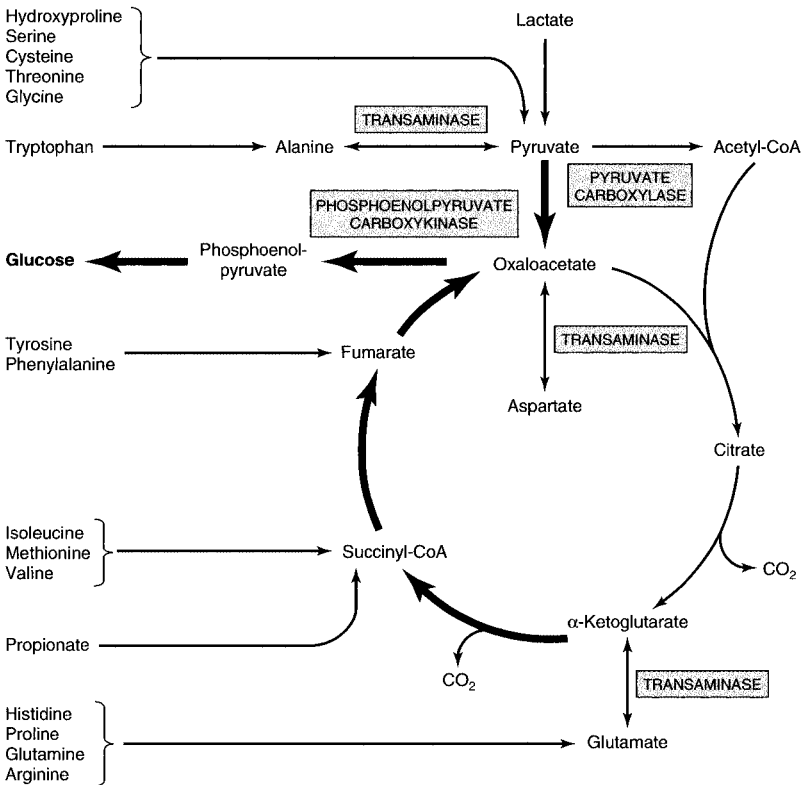 Hydroxyproline
Serine
Cysteine
Threonine
Glycine
Lactate
TRANSAMINASE
Tryptophan
Alanine
Pyruvate
Acetyl-CoA
PYRUVATE
CARBOXYLASE
PHOSPHOENOLPYRUVATE
CARBOXYKINASE
Glucose
Phosphoenol-
pyruvate
Oxaloacetate
TRANSAMINASE
Tyrosine
Phenylalanine
Fumarate
Aspartate
Citrate
Isoleucine
Methionine
Valine
Succinyl-CoA
CO₂
Propionate
α-Ketoglutarate
CO₂
TRANSAMINASE
Histidine
Proline
Glutamine
Arginine
Glutamate